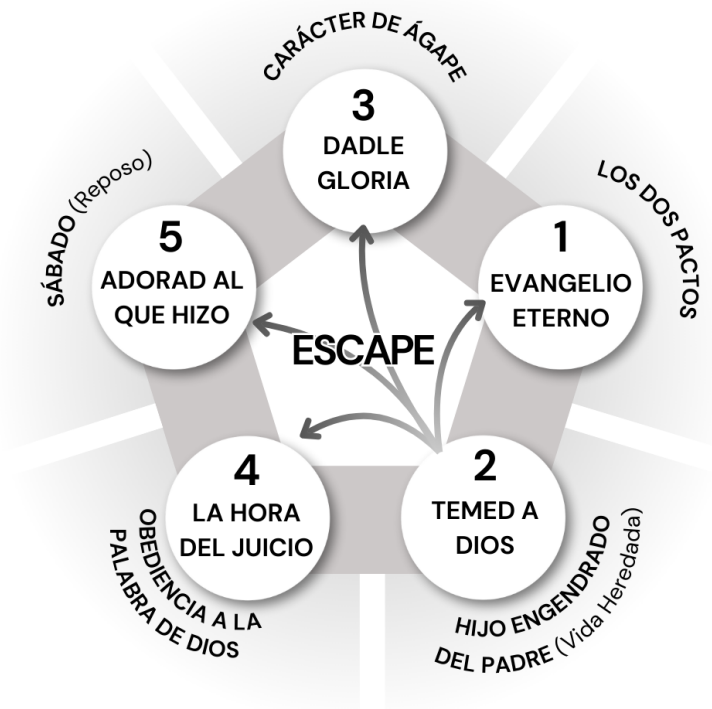 CARÁCTER DE ÁGAPE
3
DADLE
GLORIA
LOS DOS PACTOS
1
EVANGELIO
ETERNO
SÁBADO (Reposo)
5
ADORAD AL
QUE HIZO
ESCAPE
4
LA HORA
DEL JUICIO
OBEDIENCIA A LA
PALABRA DE DIOS
2
TEMED A
DIOS
HIJO ENGENDRADO
DEL PADRE (Vida Heredada)